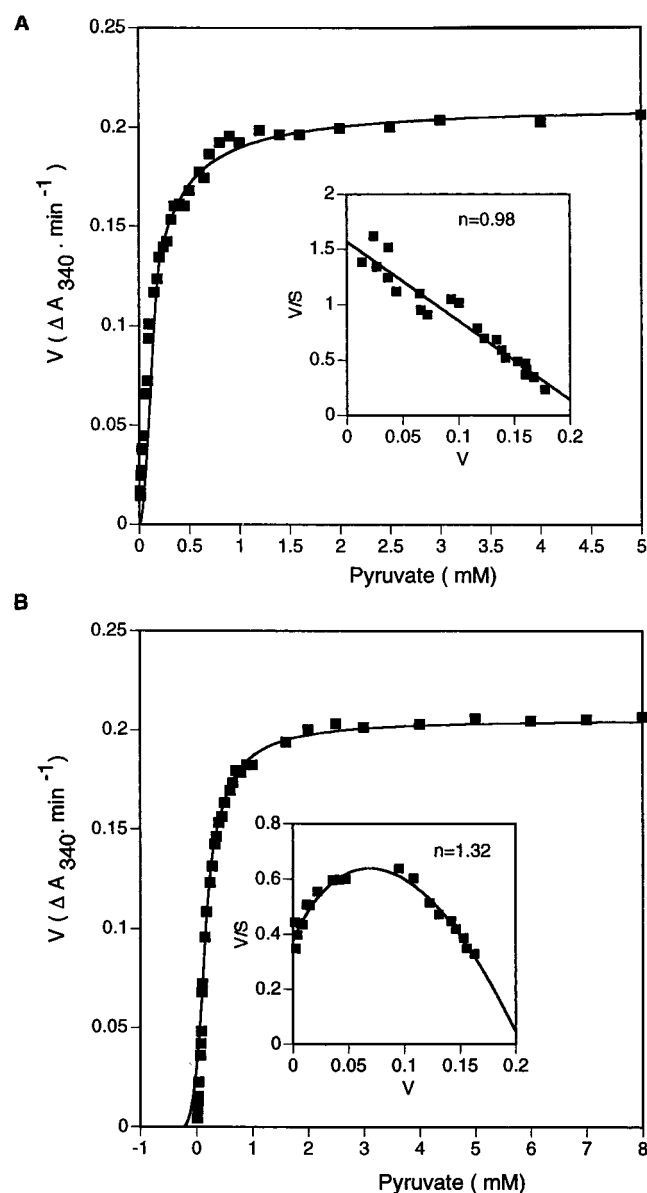 A
0.25
0.2
0.15
0.1
0.05
0
V ( Δ A 340 · min -1 )
0 0.5 1 1.5 2 2.5 3 3.5 4 4.5 5
Pyruvate ( mM)
2
1.5
1
0.5
0
V/S
n=0.98
0 0.05 0.1 0.15 0.2
V
B
0.25
0.2
0.15
0.1
0.05
0
V ( Δ A 340· min -1 )
-1 0 1 2 3 4 5 6 7 8
Pyruvate ( mM)
0.8
0.6
0.4
0.2
0
V/S
n=1.32
0 0.05 0.1 0.15 0.2
V